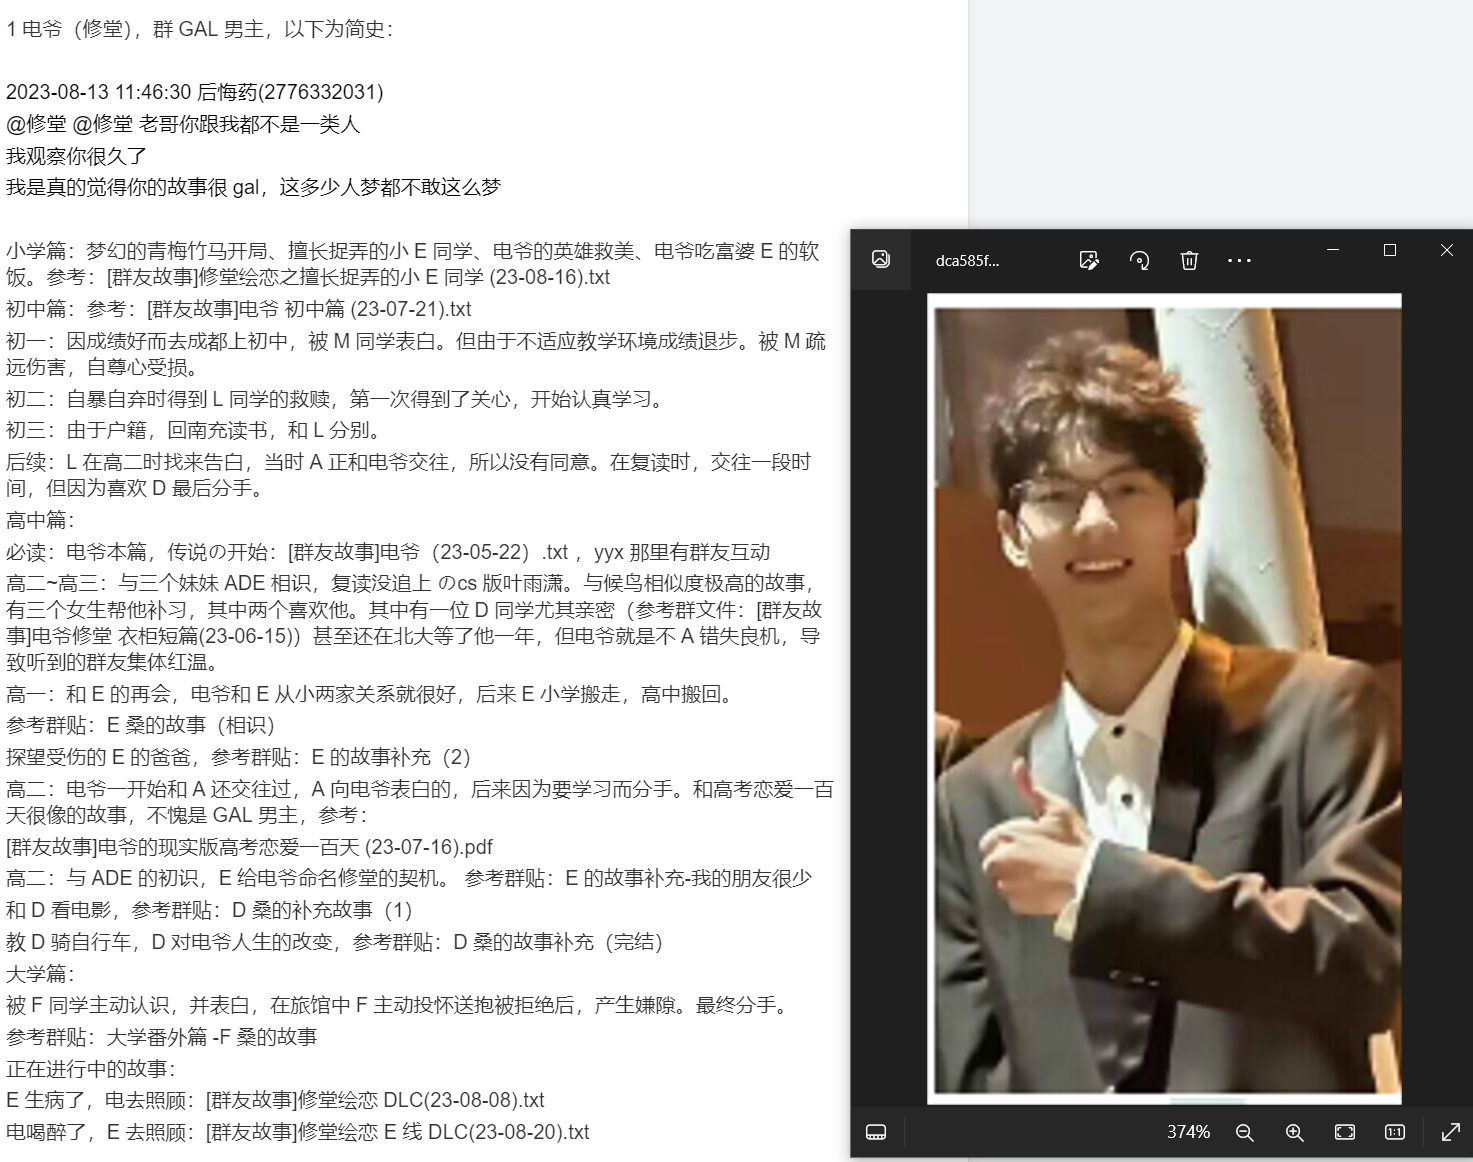 1 电爷（修堂），群 GAL 男主，以下为简史：
2023-08-13 11:46:30 后悔药(2776332031)
@修堂 @修堂 老哥你跟我都不是一类人
我观察你很久了
我是真的觉得你的故事很 gal，这多少人梦都不敢这么梦
小学篇：梦幻的青梅竹马开局、擅长捉弄的小 E 同学、电爷的英雄救美、电爷吃富婆 E 的软
饭。参考：[群友故事]修堂绘恋之擅长捉弄的小 E 同学 (23-08-16).txt
初中篇：参考：[群友故事]电爷 初中篇 (23-07-21).txt
初一：因成绩好而去成都上初中，被 M 同学表白。但由于不适应教学环境成绩退步。被 M 疏
远伤害，自尊心受损。
初二：自暴自弃时得到 L 同学的救赎，第一次得到了关心，开始认真学习。
初三：由于户籍，回南充读书，和 L 分别。
后续：L 在高二时找来告白，当时 A 正和电爷交往，所以没有同意。在复读时，交往一段时
间，但因为喜欢 D 最后分手。
高中篇：
必读：电爷本篇，传说の开始：[群友故事]电爷（23-05-22）.txt ，yyx 那里有群友互动
高二~高三：与三个妹妹 ADE 相识，复读没追上 のcs 版叶雨潇。与候鸟相似度极高的故事，
有三个女生帮他补习，其中两个喜欢他。其中有一位 D 同学尤其亲密（参考群文件：[群友故
事]电爷修堂 衣柜短篇(23-06-15)）甚至还在北大等了他一年，但电爷就是不 A 错失良机，导
致听到的群友集体红温。
高一：和 E 的再会，电爷和 E 从小两家关系就很好，后来 E 小学搬走，高中搬回。
参考群贴：E 桑的故事（相识）
探望受伤的 E 的爸爸，参考群贴：E 的故事补充（2）
高二：电爷一开始和 A 还交往过，A 向电爷表白的，后来因为要学习而分手。和高考恋爱一百
天很像的故事，不愧是 GAL 男主，参考：
[群友故事]电爷的现实版高考恋爱一百天 (23-07-16).pdf
高二：与 ADE 的初识，E 给电爷命名修堂的契机。 参考群贴：E 的故事补充-我的朋友很少
和 D 看电影，参考群贴：D 桑的补充故事（1）
教 D 骑自行车，D 对电爷人生的改变，参考群贴：D 桑的故事补充（完结）
大学篇：
被 F 同学主动认识，并表白，在旅馆中 F 主动投怀送抱被拒绝后，产生嫌隙。最终分手。
参考群贴：大学番外篇 -F 桑的故事
正在进行中的故事：
E 生病了，电去照顾：[群友故事]修堂绘恋 DLC(23-08-08).txt
电喝醉了，E 去照顾：[群友故事]修堂绘恋 E 线 DLC(23-08-20).txt
dca585f...
374%
1:1